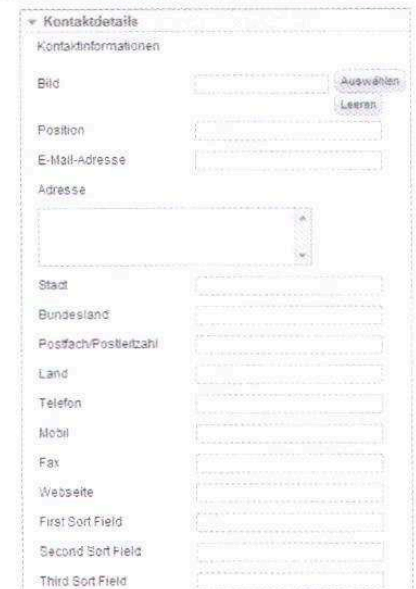 Kontaktdetails
Kontaktinformationen
Bild
Auswählen
Leeren
Position
E-Mail-Adresse
Adresse
Stadt
Bundesland
Postfach/Postleitzahl
Land
Telefon
Mobil
Fax
Webseite
First Sort Field
Second Sort Field
Third Sort Field